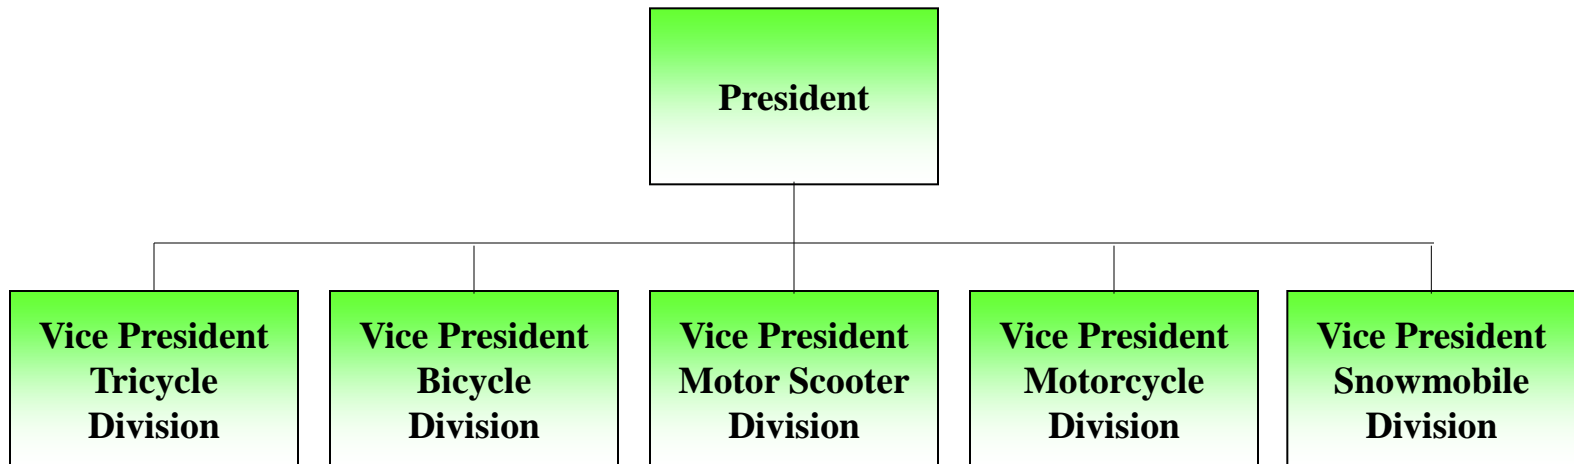 President
Vice President
Tricycle
Division
Vice President
Bicycle
Division
Vice President
Motor Scooter
Division
Vice President
Motorcycle
Division
Vice President
Snowmobile
Division